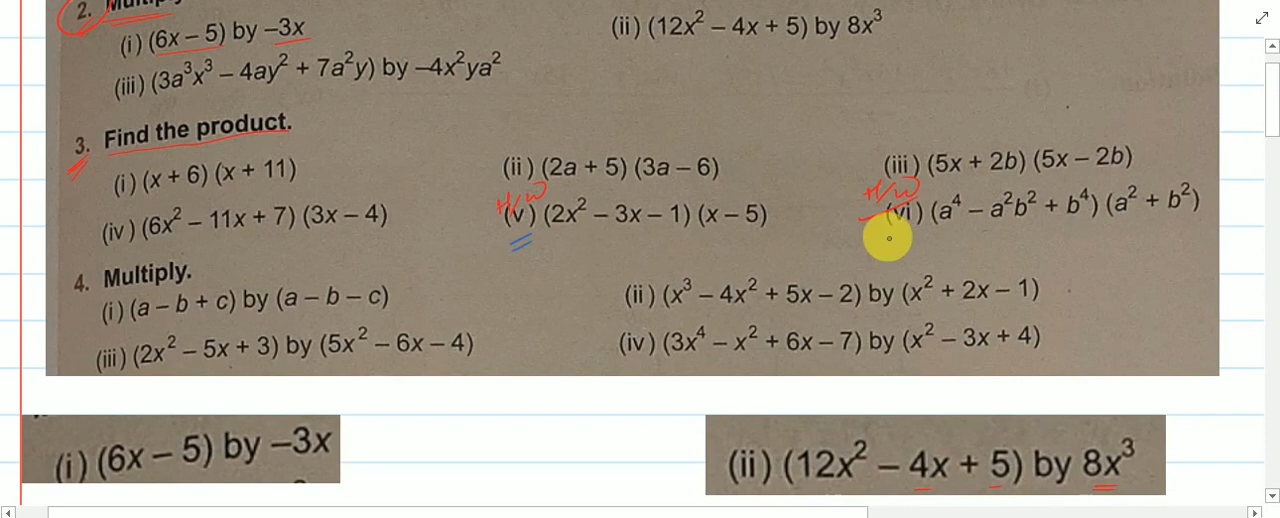 2. Multip
(i) (6x – 5) by –3x (ii) (12x² – 4x + 5) by 8x³
(iii) (3a³x³ – 4ay² + 7a²y) by –4x²ya²
3. Find the product.
(i) (x + 6) (x + 11) (ii) (2a + 5) (3a – 6) (iii) (5x + 2b) (5x – 2b)
H/W H/W
(iv) (6x² – 11x + 7) (3x – 4) (v) (2x² – 3x – 1) (x – 5) (vi) (a⁴ – a²b² + b⁴) (a² + b²)
4. Multiply.
(i) (a – b + c) by (a – b – c) (ii) (x³ – 4x² + 5x – 2) by (x² + 2x – 1)
(iii) (2x² – 5x + 3) by (5x² – 6x – 4) (iv) (3x⁴ – x² + 6x – 7) by (x² – 3x + 4)
(i) (6x – 5) by –3x (ii) (12x² – 4x + 5) by 8x³